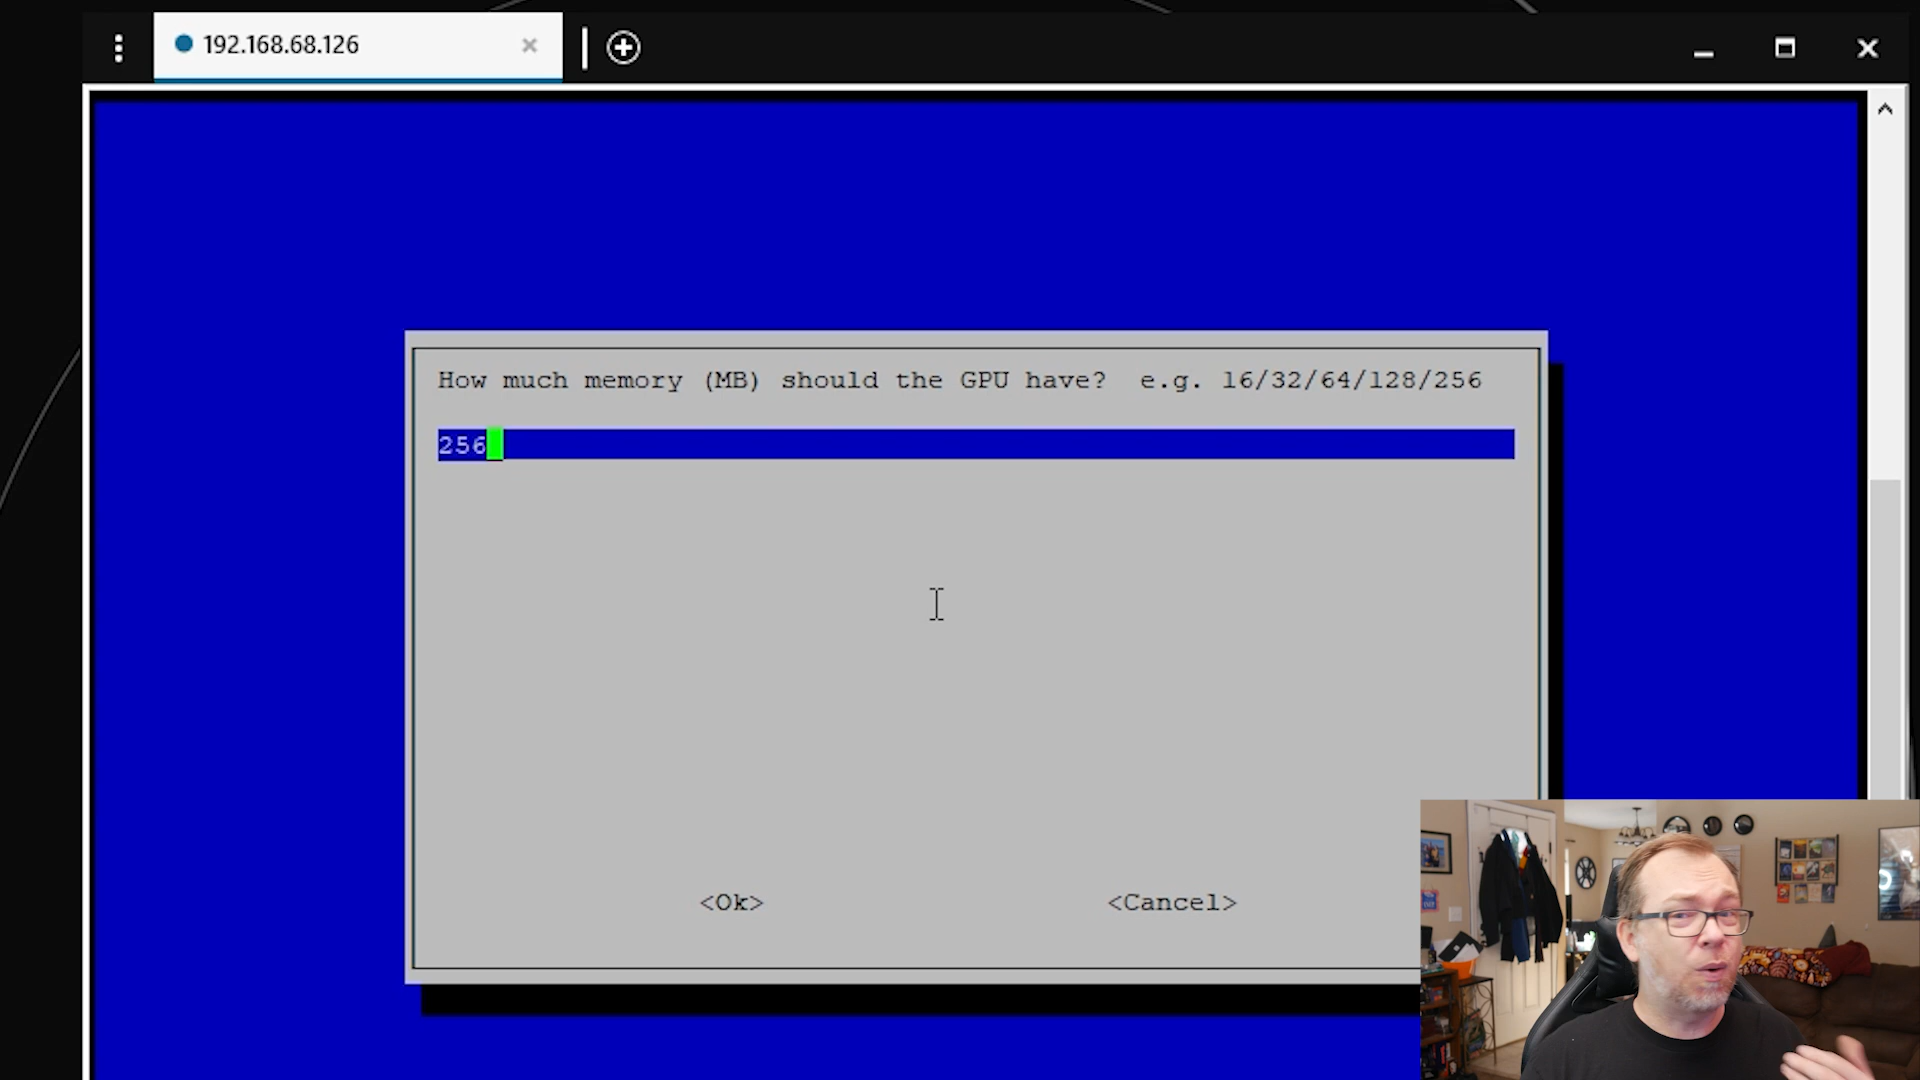 192.168.68.126
How much memory (MB) should the GPU have?  e.g. 16/32/64/128/256
256
<Ok>
<Cancel>